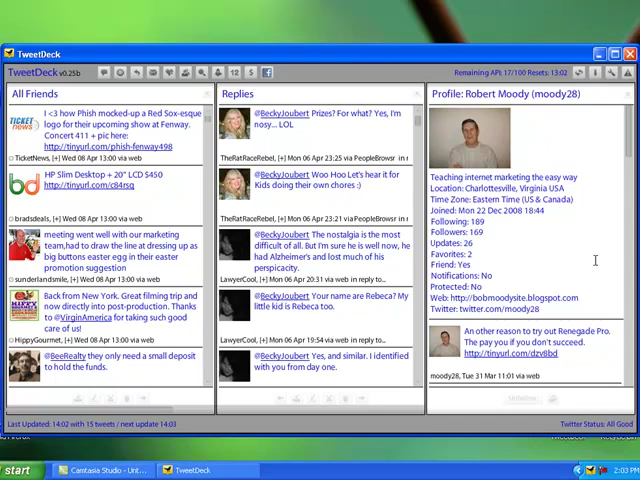 TweetDeck
TweetDeck v0.25b
12
$
f
Remaining API: 17/100 Resets: 13:02
All Friends
TICKET
news
I <3 how Phish mocked-up a Red Sox-esque
logo for their upcoming show at Fenway.
Concert 411 + pic here:
http://tinyurl.com/phish-fenway498
TicketNews, [+] Wed 08 Apr 13:00 via web
bd
HP Slim Desktop + 20" LCD $450
http://tinyurl.com/c84rsq
bradsdeals, [+] Wed 08 Apr 13:00 via web
meeting went well with our marketing
team,had to draw the line at dressing up as
big buttons easter egg in their easter
promotion suggestion
sunderlandsmile, [+] Wed 08 Apr 13:00 via web
Back from New York. Great filming trip and
now directly into post-production. Thanks
to @VirginAmerica for taking such good
care of us!
HippyGourmet, [+] Wed 08 Apr 13:00 via web
@BeeRealty they only need a small deposit
to hold the funds.
Replies
@BeckyJoubert Prizes? For what? Yes, I'm
nosy... LOL
TheRatRaceRebel, [+] Mon 06 Apr 23:25 via PeopleBrowsr in r
@BeckyJoubert Woo Hoo Let's hear it for
Kids doing their own chores :)
TheRatRaceRebel, [+] Mon 06 Apr 23:21 via PeopleBrowsr in r
@BeckyJoubert The nostalgia is the most
difficult of all. But I'm sure he is well now, he
had Alzheimer's and lost much of his
perspicacity.
LawyerCool, [+] Mon 06 Apr 20:31 via web in reply to...
@BeckyJoubert Your name are Rebeca? My
little kid is Rebeca too.
LawyerCool, [+] Mon 06 Apr 19:54 via web in reply to...
@BeckyJoubert Yes, and similar. I identified
with you from day one.
Profile: Robert Moody (moody28)
Teaching internet marketing the easy way
Location: Charlottesville, Virginia USA
Time Zone: Eastern Time (US & Canada)
Joined: Mon 22 Dec 2008 18:44
Following: 189
Followers: 169
Updates: 26
Favorites: 2
Friend: Yes
Notifications: No
Protected: No
Web: http://bobmoodysite.blogspot.com
Twitter: twitter.com/moody28
An other reason to try out Renegade Pro.
The pay you if you don't succeed.
http://tinyurl.com/dzv8bd
moody28, Tue 31 Mar 11:01 via web
Unfollow
Last Updated: 14:02 with 15 tweets / next update 14:03
Twitter Status: All Good
start
Camtasia Studio - Unt...
TweetDeck
2:03 PM